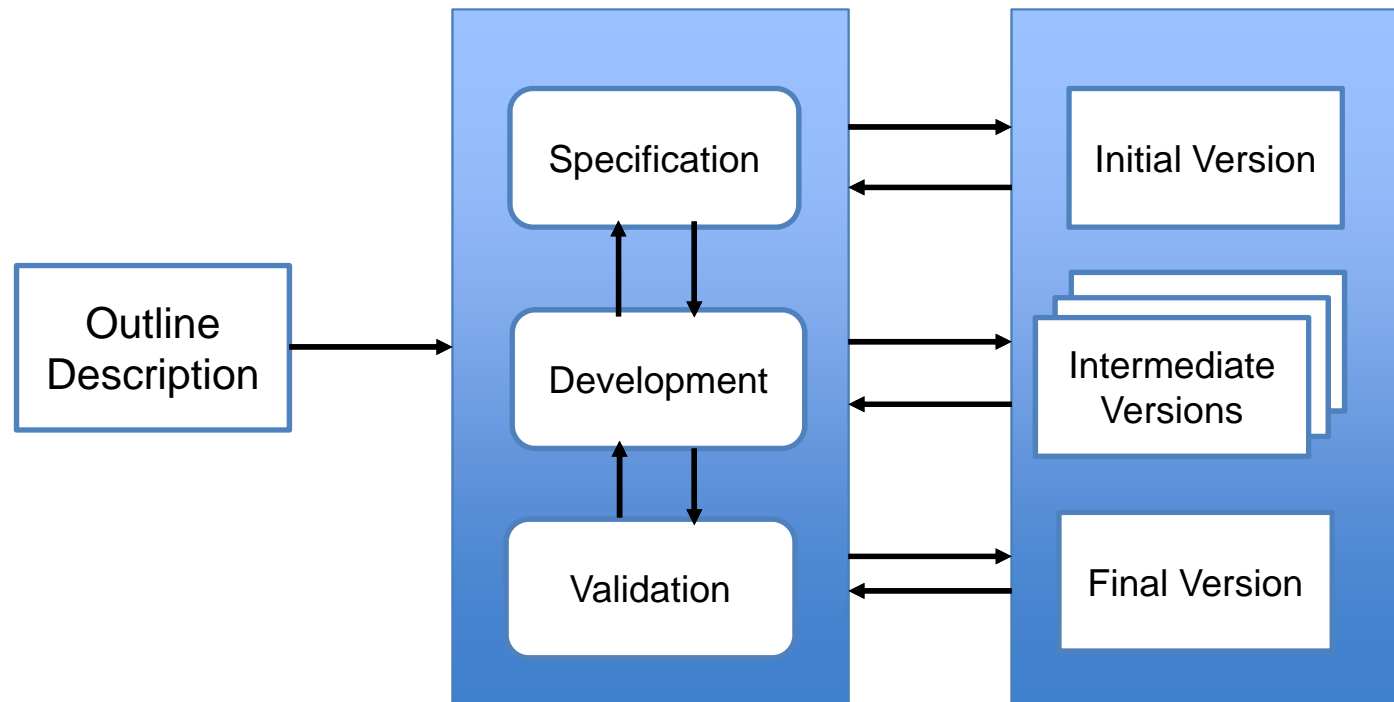 Outline
Description
Specification
Development
Validation
Initial Version
Intermediate
Versions
Final Version